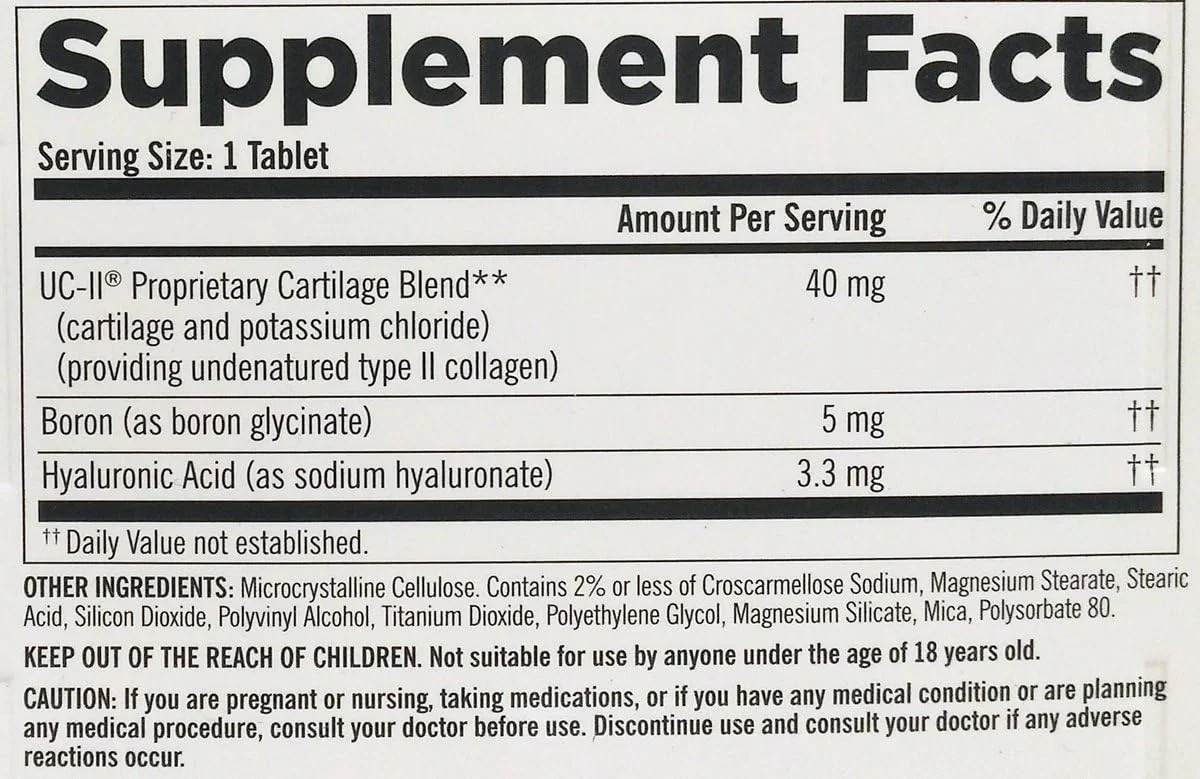 Supplement Facts
Serving Size: 1 Tablet
Amount Per Serving % Daily Value
UC-II® Proprietary Cartilage Blend** 40 mg ††
(cartilage and potassium chloride)
(providing undenatured type II collagen)
Boron (as boron glycinate) 5 mg ††
Hyaluronic Acid (as sodium hyaluronate) 3.3 mg ††
†† Daily Value not established.
OTHER INGREDIENTS: Microcrystalline Cellulose. Contains 2% or less of Croscarmellose Sodium, Magnesium Stearate, Stearic
Acid, Silicon Dioxide, Polyvinyl Alcohol, Titanium Dioxide, Polyethylene Glycol, Magnesium Silicate, Mica, Polysorbate 80.
KEEP OUT OF THE REACH OF CHILDREN. Not suitable for use by anyone under the age of 18 years old.
CAUTION: If you are pregnant or nursing, taking medications, or if you have any medical condition or are planning
any medical procedure, consult your doctor before use. Discontinue use and consult your doctor if any adverse
reactions occur.